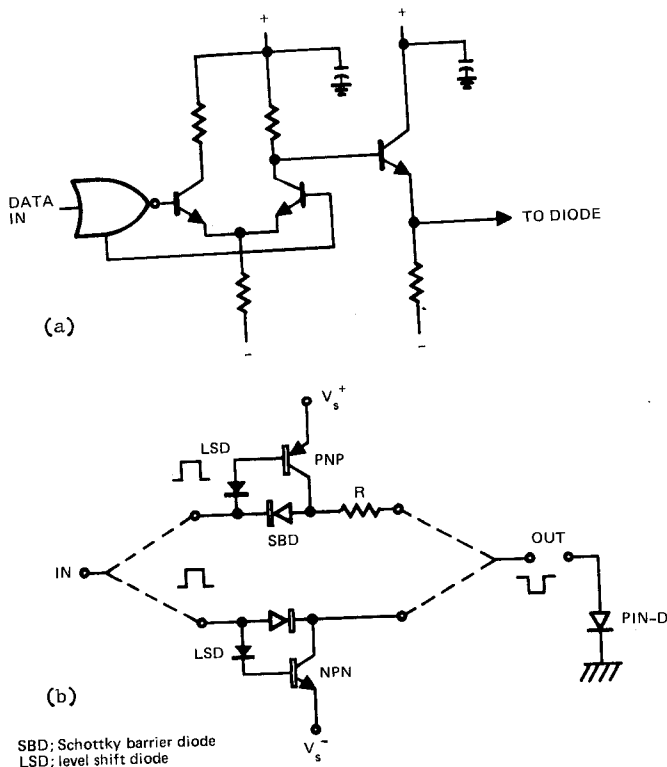 +
+
DATA
IN
TO DIODE
(a)
–
–
V_s^+
LSD
PNP
R
SBD
IN
OUT
LSD
NPN
PIN-D
(b)
V_s^-
SBD; Schottky barrier diode
LSD; level shift diode